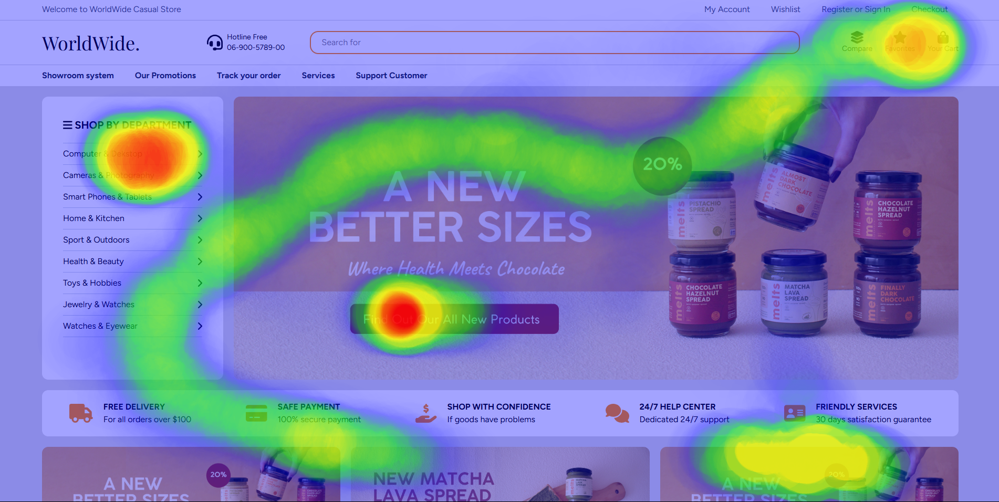 Welcome to WorldWide Casual Store
My Account Wishlist Register or Sign In Checkout
WorldWide.
Hotline Free
06-900-5789-00
Search for
Compare Favorites Your Cart
Showroom system Our Promotions Track your order Services Support Customer
SHOP BY DEPARTMENT
Computer & Dekstop
Cameras & Photography
Smart Phones & Tablets
Home & Kitchen
Sport & Outdoors
Health & Beauty
Toys & Hobbies
Jewelry & Watches
Watches & Eyewear
A NEW
BETTER SIZES
Where Health Meets Chocolate
Find Out Our All New Products
20%
melts
PISTACHIO
SPREAD
melts
ALMOST
DARK
CHOCOLATE
melts
CHOCOLATE
HAZELNUT
SPREAD
melts
CHOCOLATE
HAZELNUT
SPREAD
melts
MATCHA
LAVA
SPREAD
melts
FINALLY
DARK
CHOCOLATE
FREE DELIVERY
For all orders over $100
SAFE PAYMENT
100% secure payment
SHOP WITH CONFIDENCE
If goods have problems
24/7 HELP CENTER
Dedicated 24/7 support
FRIENDLY SERVICES
30 days satisfaction guarantee
A NEW
BETTER SIZES
20%
NEW MATCHA
LAVA SPREAD
A NEW
BETTER SIZES
20%